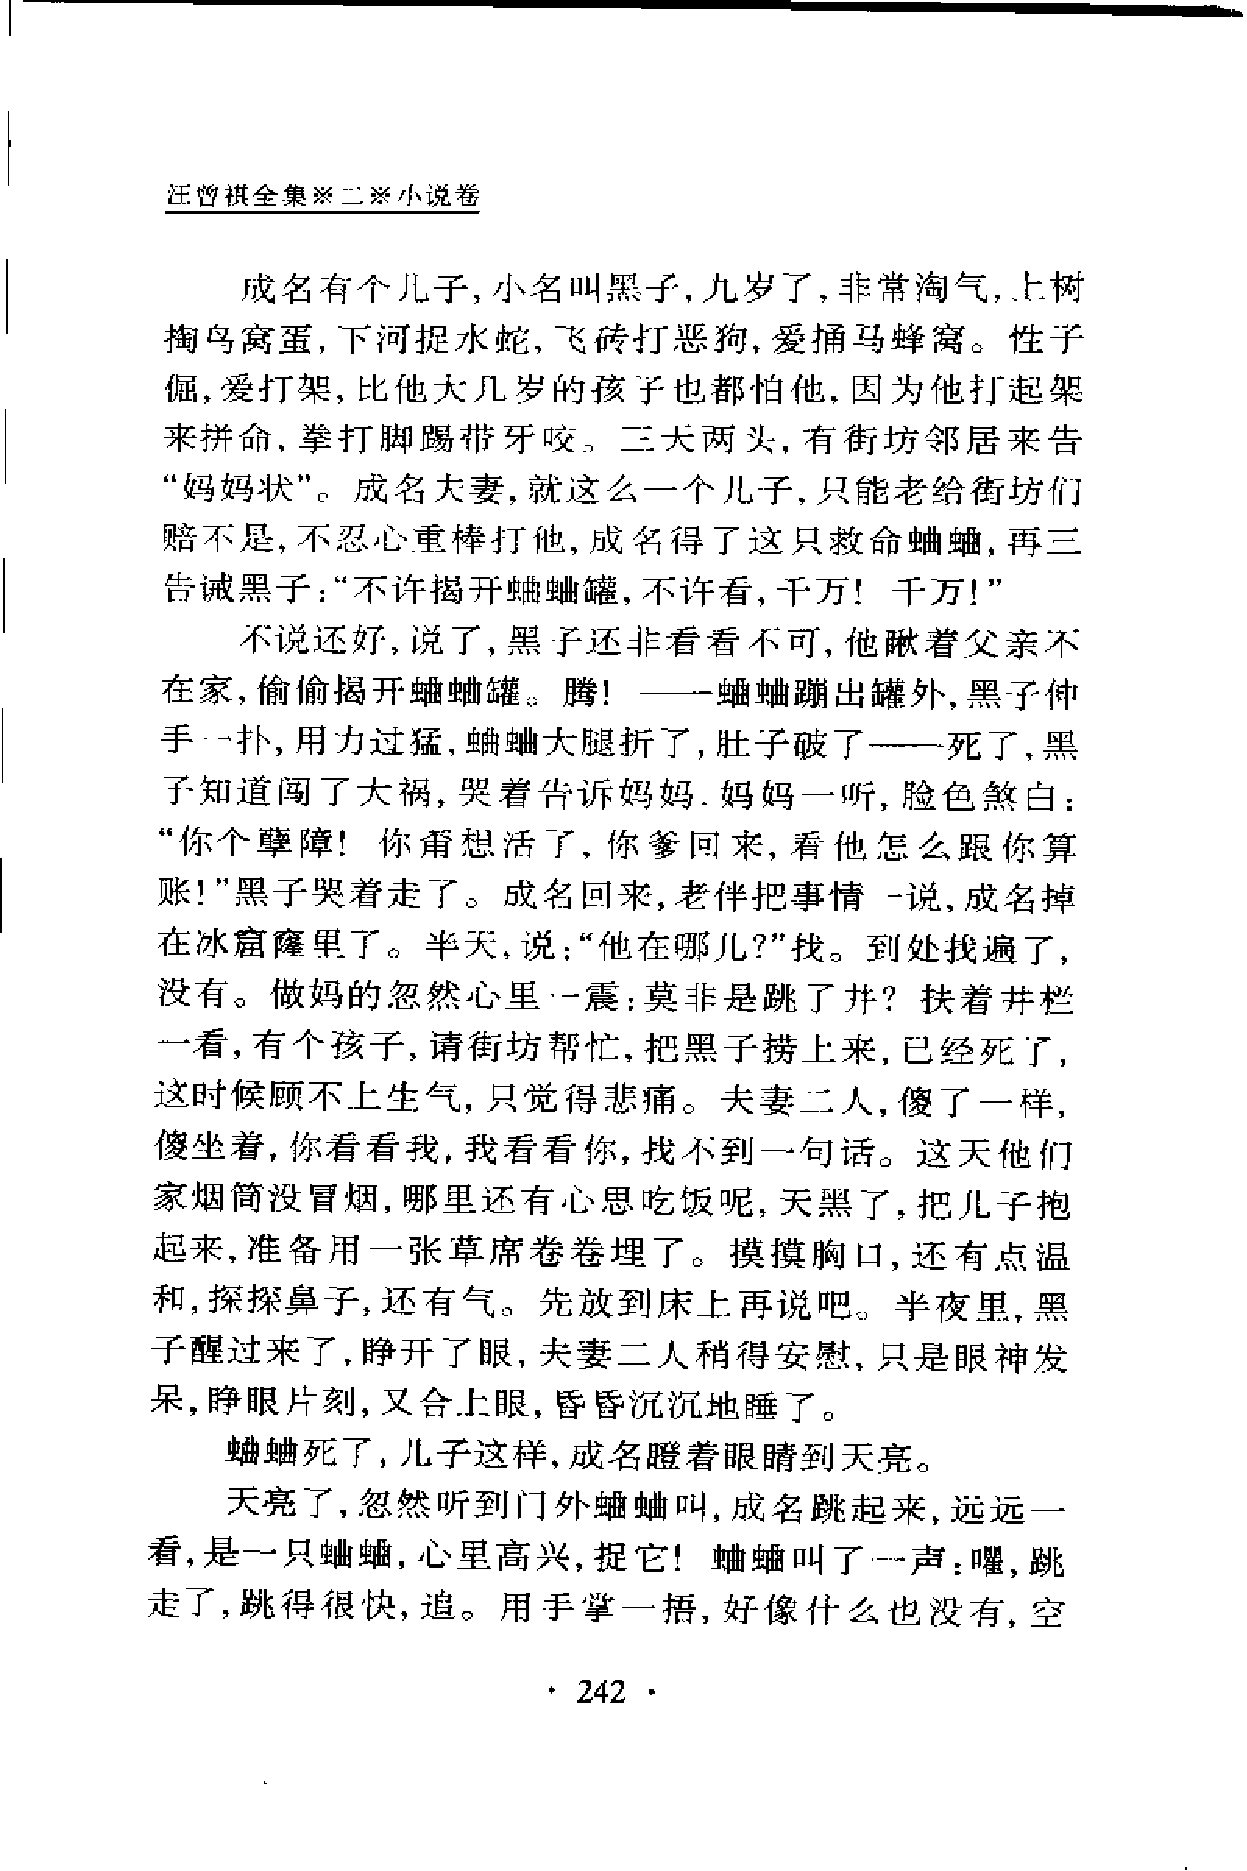 汪曾祺全集※二※小说卷
成名有个儿子,小名叫黑子,九岁了,非常淘气,上树
掏鸟窝蛋,下河捉水蛇,飞砖打恶狗,爱捅马蜂窝。性子
倔,爱打架,比他大几岁的孩子也都怕他,因为他打起架
来拼命,拳打脚踢带牙咬。三天两头,有街坊邻居来告
“妈妈状”。成名夫妻,就这么一个儿子,只能老给街坊们
赔不是,不忍心重棒打他,成名得了这只救命蛐蛐,再三
告诫黑子:“不许揭开蛐蛐罐,不许看,千万! 千万!”
不说还好,说了,黑子还非看看不可,他瞅着父亲不
在家,偷偷揭开蛐蛐罐。腾! ——蛐蛐蹦出罐外,黑子伸
手一扑,用力过猛,蛐蛐大腿折了,肚子破了——死了,黑
子知道闯了大祸,哭着告诉妈妈.妈妈一听,脸色煞白:
“你个孽障! 你甭想活了,你爹回来,看他怎么跟你算
账!”黑子哭着走了。成名回来,老伴把事情一说,成名掉
在冰窟窿里了。半天,说:“他在哪儿?”找。到处找遍了,
没有。做妈的忽然心里一震:莫非是跳了井? 扶着井栏
一看,有个孩子,请街坊帮忙,把黑子捞上来,已经死了,
这时候顾不上生气,只觉得悲痛。夫妻二人,傻了一样,
傻坐着,你看看我,我看看你,找不到一句话。这天他们
家烟筒没冒烟,哪里还有心思吃饭呢,天黑了,把儿子抱
起来,准备用一张草席卷卷埋了。摸摸胸口,还有点温
和,探探鼻子,还有气。先放到床上再说吧。半夜里,黑
子醒过来了,睁开了眼,夫妻二人稍得安慰,只是眼神发
呆,睁眼片刻,又合上眼,昏昏沉沉地睡了。
蛐蛐死了,儿子这样,成名瞪着眼睛到天亮。
天亮了,忽然听到门外蛐蛐叫,成名跳起来,远远一
看,是一只蛐蛐,心里高兴,捉它! 蛐蛐叫了一声:嚁,跳
走了,跳得很快,追。用手掌一捂,好像什么也没有,空
· 242 ·